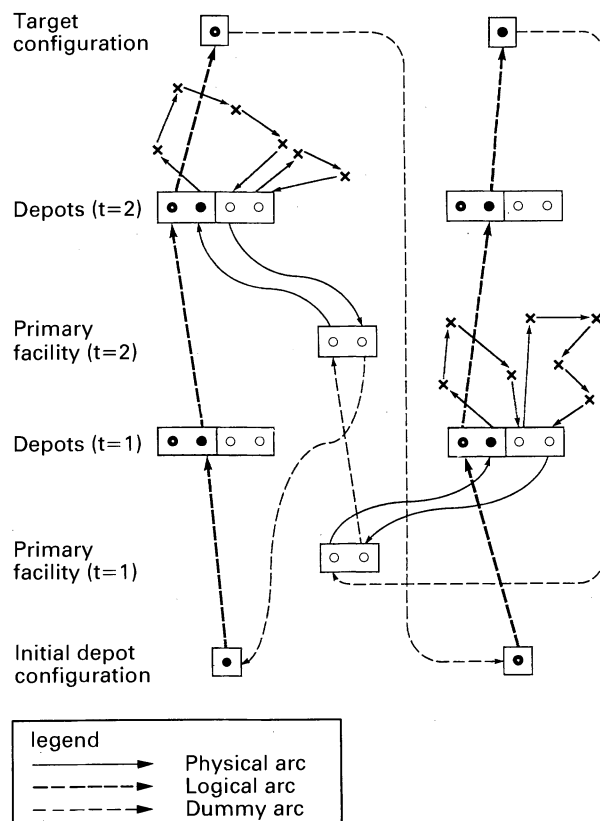 Target
configuration
Depots (t=2)
Primary
facility (t=2)
Depots (t=1)
Primary
facility (t=1)
Initial depot
configuration
legend
Physical arc
Logical arc
Dummy arc